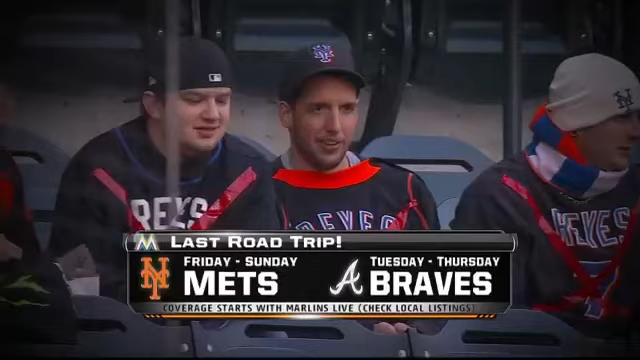 REYES
REYES
REYES
7
LAST ROAD TRIP!
FRIDAY - SUNDAY
METS
TUESDAY - THURSDAY
BRAVES
COVERAGE STARTS WITH MARLINS LIVE (CHECK LOCAL LISTINGS)